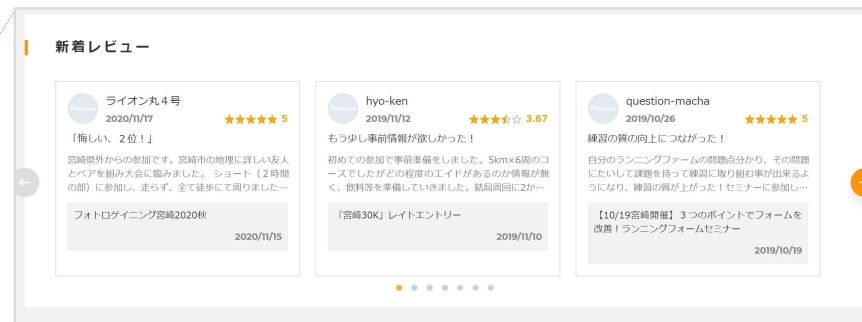 新着レビュー
ライオン丸４号
2020/11/17
5
「悔しい、２位！」
宮崎県外からの参加です。宮崎市の地理に詳しい友人
とペアを組み大会に臨みました。 ショート（２時間
の部）に参加し、走らず、全て徒歩にて周りました…
フォトロゲイニング宮崎2020秋
2020/11/15
hyo-ken
2019/11/12
3.67
もう少し事前情報が欲しかった！
初めての参加で事前準備をしました。5km×6周のコ
ースでしたがどの程度のエイドがあるのか情報が無
く、飲料等を準備していきました。結局周回に2か…
「宮崎30K」レイトエントリー
2019/11/10
question-macha
2019/10/26
5
練習の質の向上につながった！
自分のランニングファームの問題点分かり、その問題
にたいして課題を持って練習に取り組む事が出来るよ
うになり、練習の質が上がった！セミナーに参加し…
【10/19宮崎開催】３つのポイントでフォームを
改善！ランニングフォームセミナー
2019/10/19